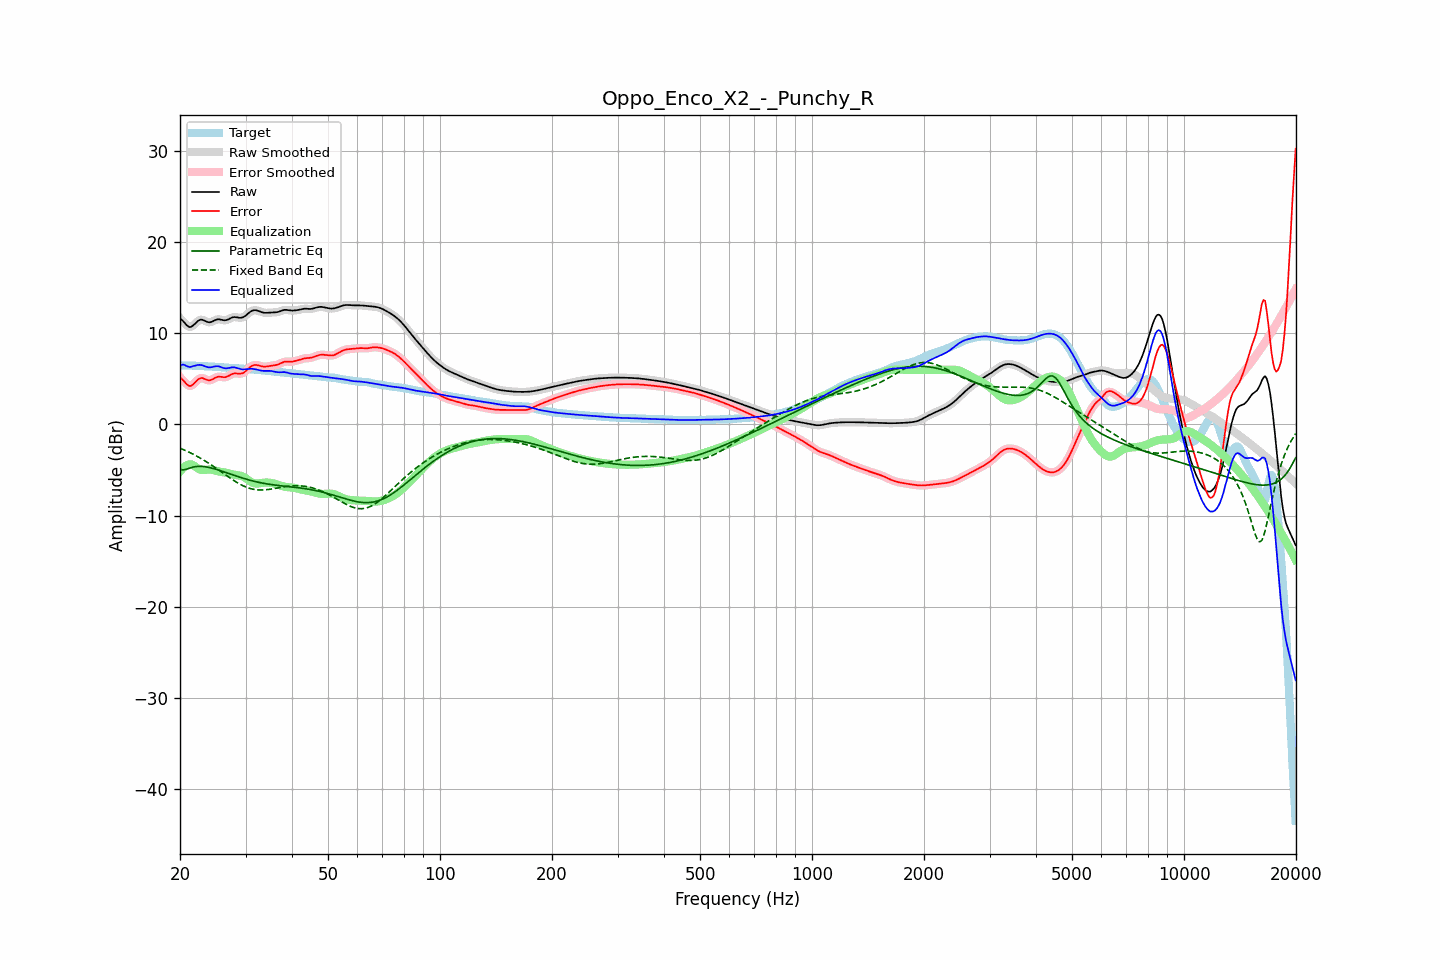 Oppo_Enco_X2_-_Punchy_R
Target
Raw Smoothed
Error Smoothed
Raw
Error
Equalization
Parametric Eq
Fixed Band Eq
Equalized
30
20
10
0
−10
−20
−30
−40
Amplitude (dBr)
20 50 100 200 500 1000 2000 5000 10000 20000
Frequency (Hz)